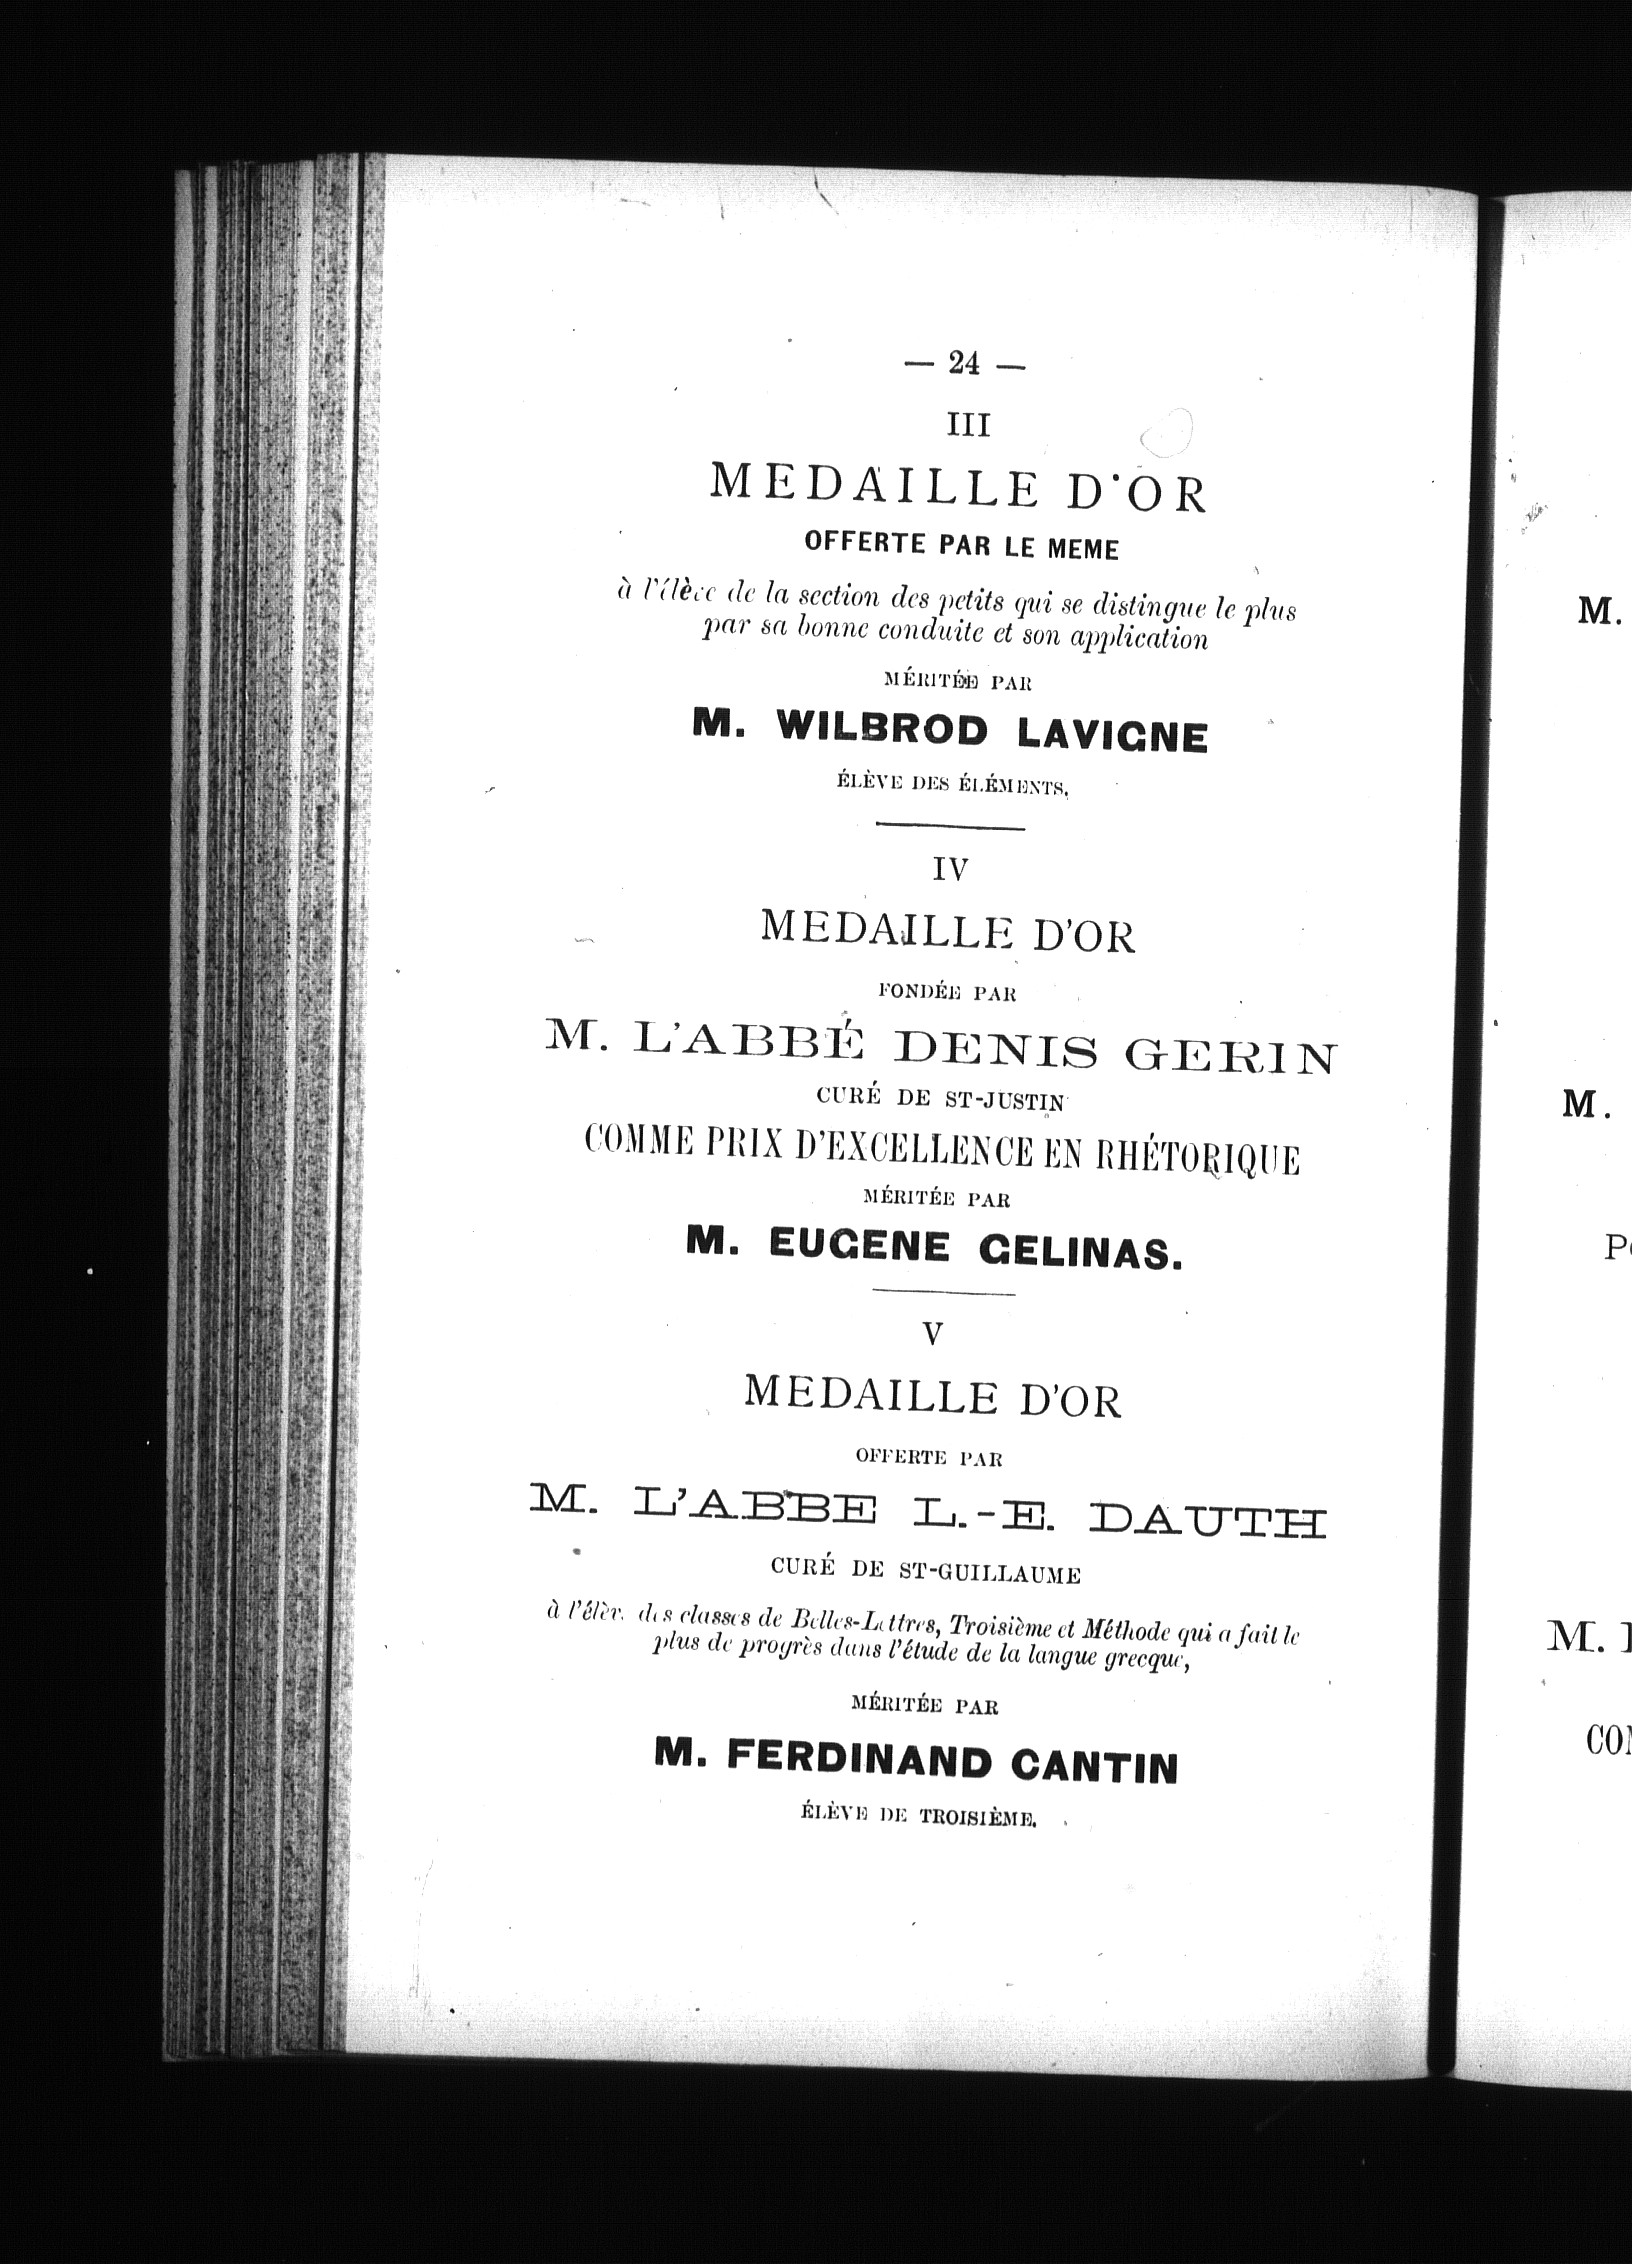 — 24 —
III
MEDAILLE D'OR
OFFERTE PAR LE MEME
à l'élève de la section des petits qui se distingue le plus
par sa bonne conduite et son application
MÉRITÉE PAR
M. WILBROD LAVIGNE
ÉLÈVE DES ÉLÉMENTS.
IV
MEDAILLE D'OR
FONDÉE PAR
M. L'ABBÉ DENIS GERIN
CURÉ DE ST-JUSTIN
COMME PRIX D'EXCELLENCE EN RHÉTORIQUE
MÉRITÉE PAR
M. EUGENE GELINAS.
V
MEDAILLE D'OR
OFFERTE PAR
M. L'ABBE L.-E. DAUTH
CURÉ DE ST-GUILLAUME
à l'élève des classes de Belles-Lettres, Troisième et Méthode qui a fait le
plus de progrès dans l'étude de la langue grecque,
MÉRITÉE PAR
M. FERDINAND CANTIN
ÉLÈVE DE TROISIÈME.
M.
M.
M.